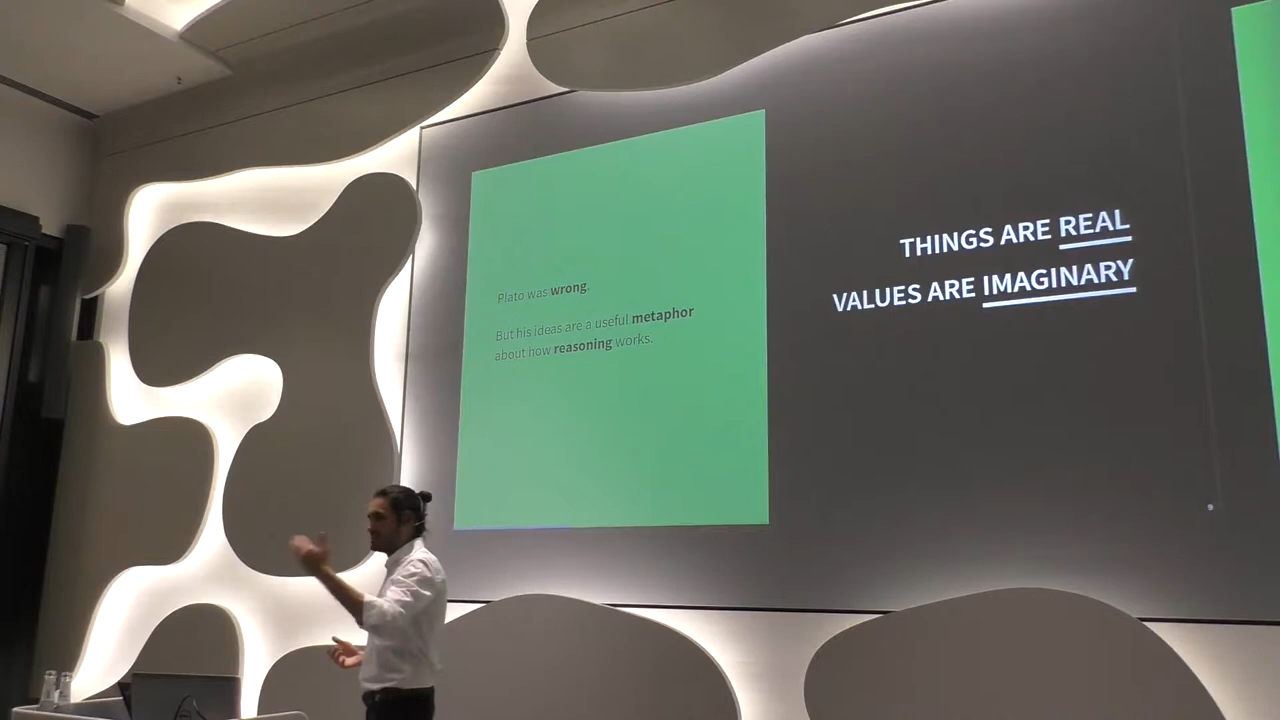 Plato was wrong.
But his ideas are a useful metaphor
about how reasoning works.
THINGS ARE REAL
VALUES ARE IMAGINARY